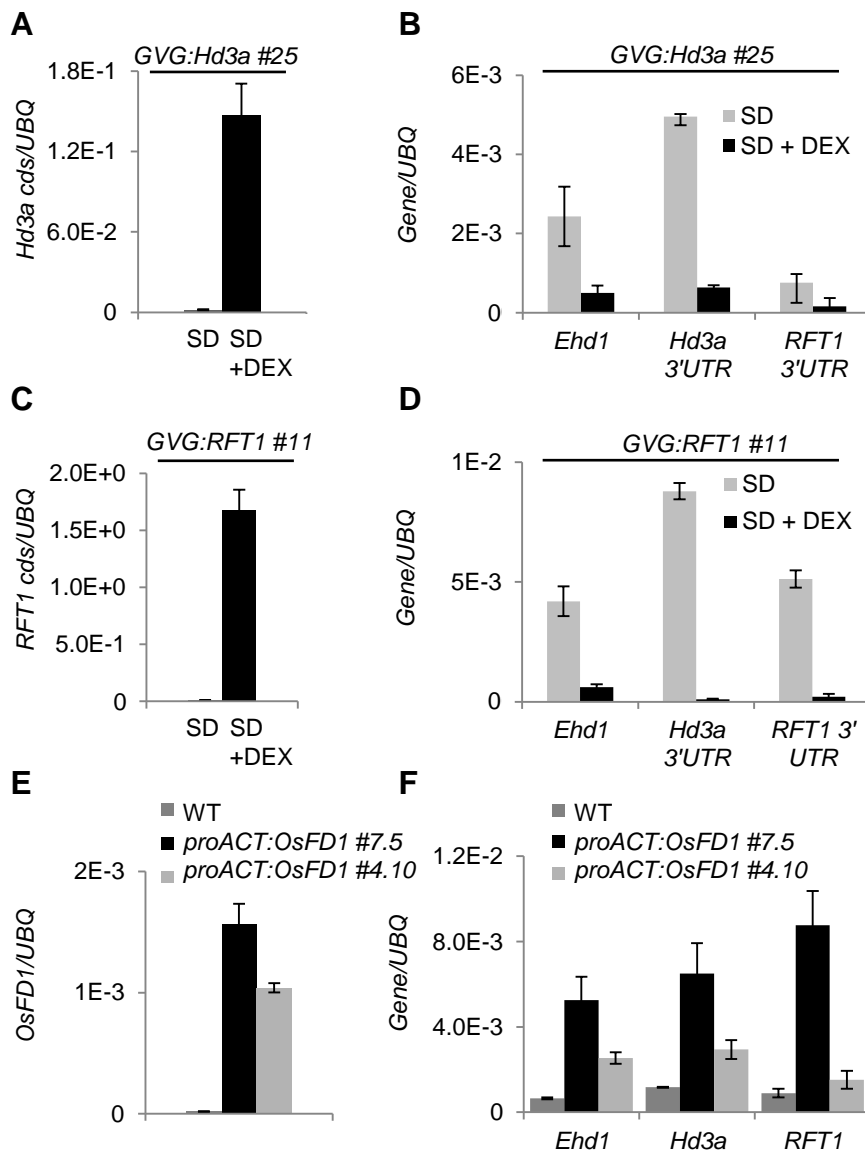 A
GVG:Hd3a #25
1.8E-1
1.2E-1
6.0E-2
0
Hd3a cds/UBQ
SD SD
+DEX
B
GVG:Hd3a #25
6E-3
4E-3
2E-3
0
Gene/UBQ
SD
SD + DEX
Ehd1 Hd3a RFT1
3'UTR 3'UTR
C
GVG:RFT1 #11
2.0E+0
1.5E+0
1.0E+0
5.0E-1
0
RFT1 cds/UBQ
SD SD
+DEX
D
GVG:RFT1 #11
1E-2
5E-3
0
Gene/UBQ
SD
SD + DEX
Ehd1 Hd3a RFT1 3'
3'UTR UTR
E
WT
proACT:OsFD1 #7.5
proACT:OsFD1 #4.10
2E-3
1E-3
0
OsFD1/UBQ
F
WT
proACT:OsFD1 #7.5
proACT:OsFD1 #4.10
1.2E-2
8.0E-3
4.0E-3
0.0E+0
Gene/UBQ
Ehd1 Hd3a RFT1